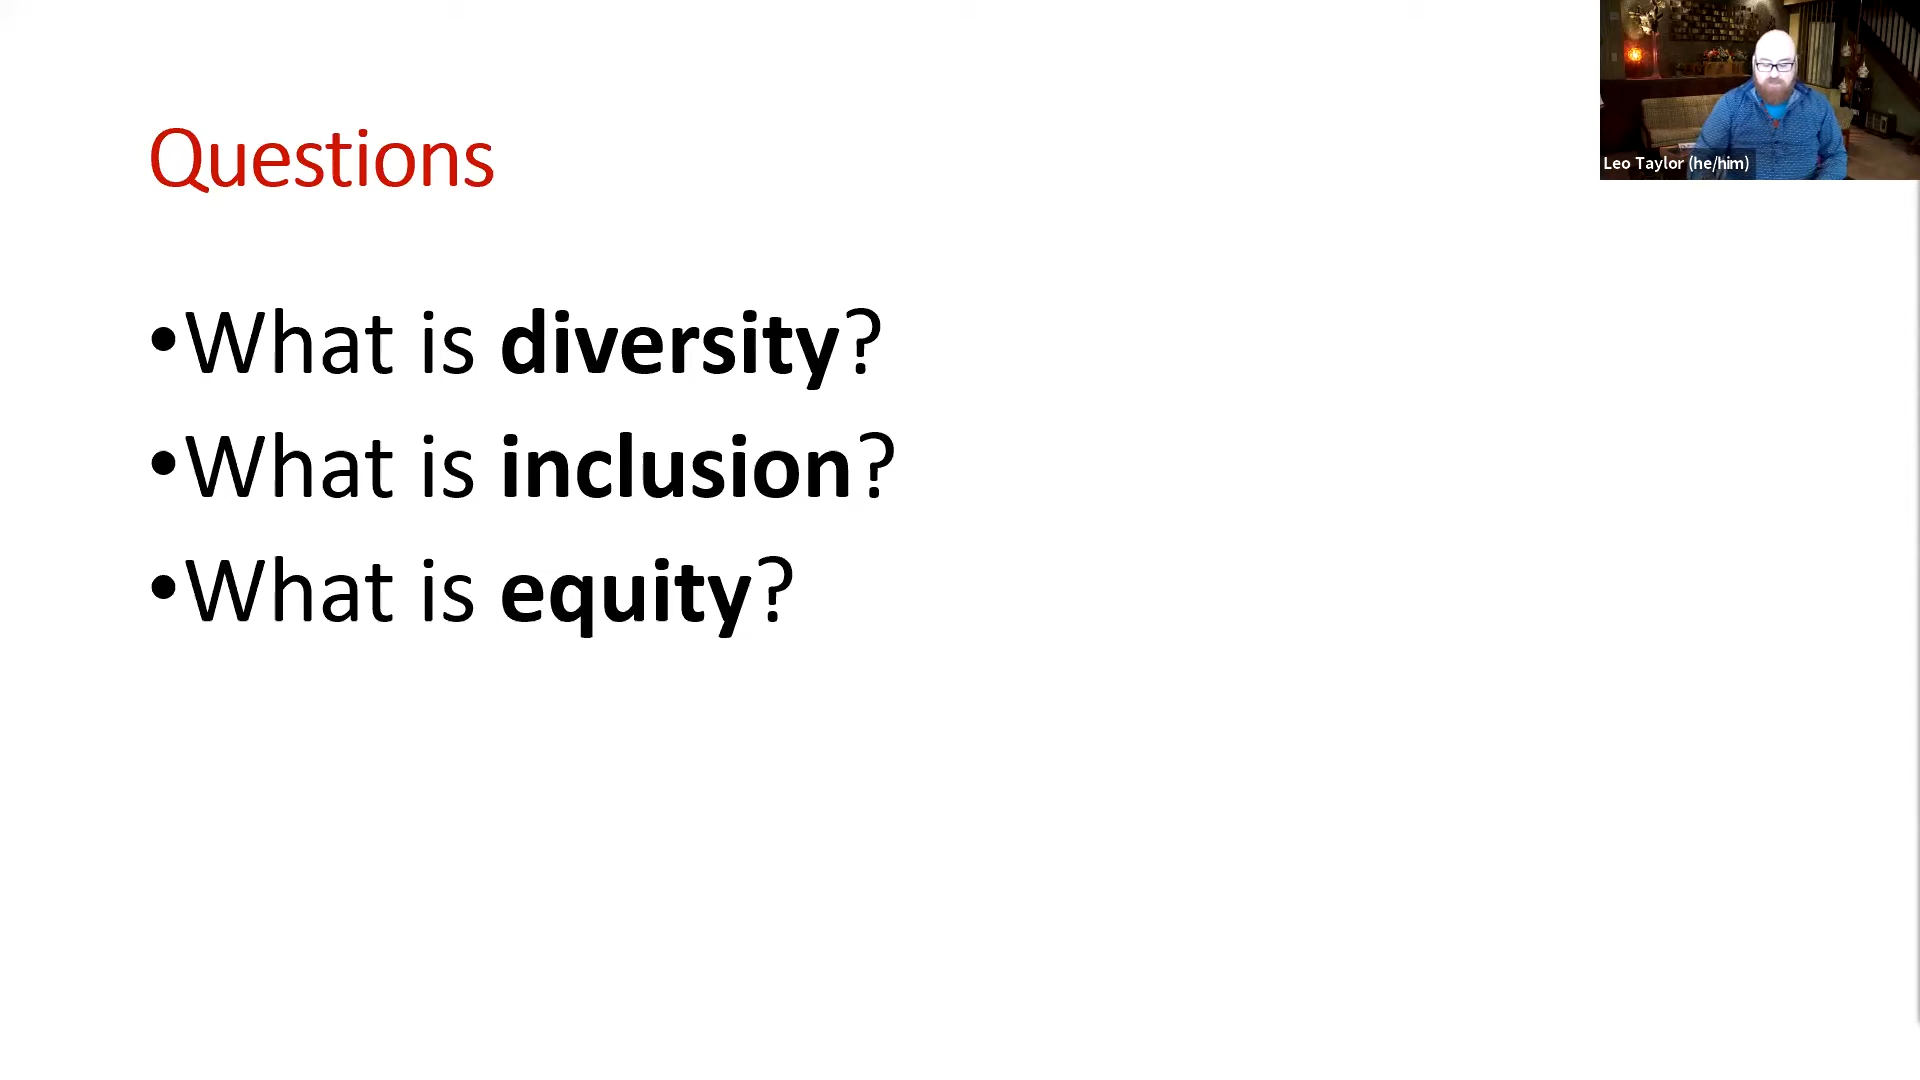 Questions
•What is diversity?
•What is inclusion?
•What is equity?
Leo Taylor (he/him)